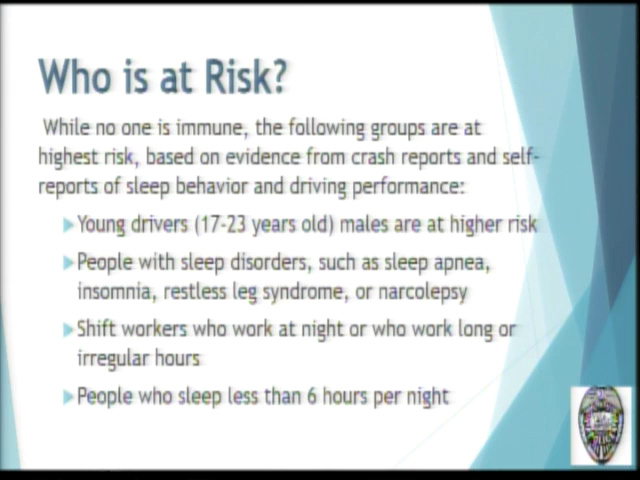 Who is at Risk?
While no one is immune, the following groups are at
highest risk, based on evidence from crash reports and self-
reports of sleep behavior and driving performance:
Young drivers (17-23 years old) males are at higher risk
People with sleep disorders, such as sleep apnea,
insomnia, restless leg syndrome, or narcolepsy
Shift workers who work at night or who work long or
irregular hours
People who sleep less than 6 hours per night